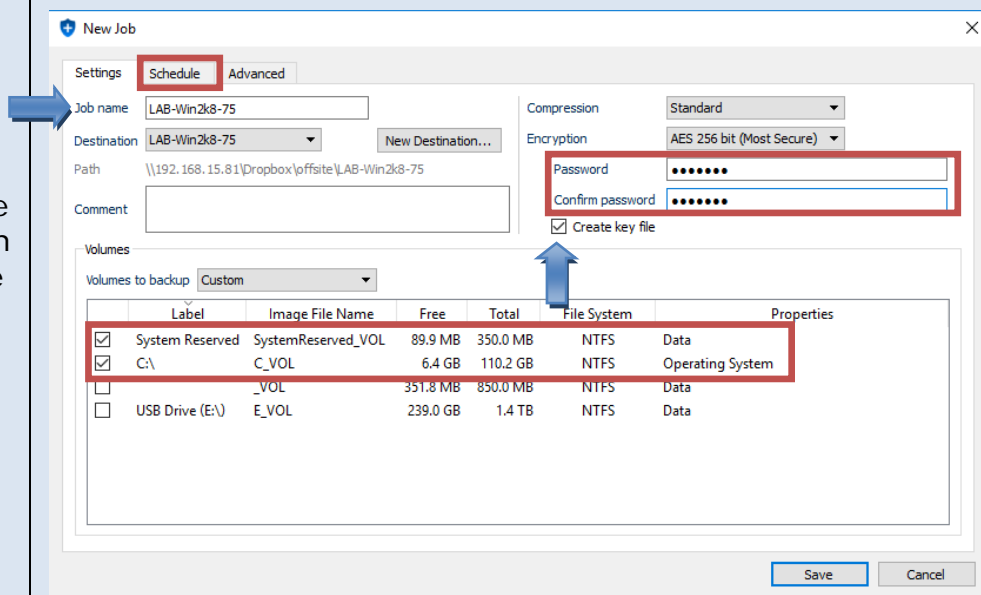 New Job
Settings Schedule Advanced
Job name LAB-Win2k8-75
Destination LAB-Win2k8-75 New Destination...
Path \\192.168.15.81\Dropbox\offsite\LAB-Win2k8-75
Comment
Compression Standard
Encryption AES 256 bit (Most Secure)
Password •••••••
Confirm password •••••••
Create key file
Volumes
Volumes to backup Custom
Label Image File Name Free Total File System Properties
System Reserved SystemReserved_VOL 89.9 MB 350.0 MB NTFS Data
C:\ C_VOL 6.4 GB 110.2 GB NTFS Operating System
_VOL 351.8 MB 850.0 MB NTFS Data
USB Drive (E:\) E_VOL 239.0 GB 1.4 TB NTFS Data
Save Cancel